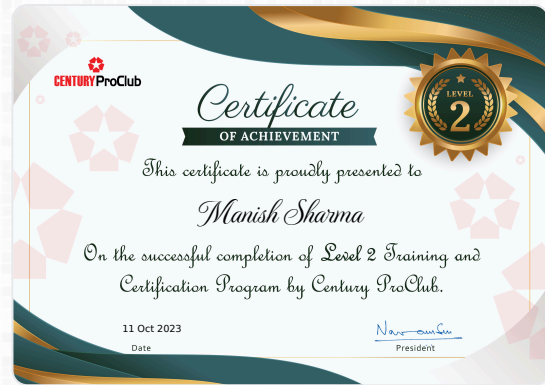 CENTURY ProClub
LEVEL
2
Certificate
OF ACHIEVEMENT
This certificate is proudly presented to
Manish Sharma
On the successful completion of Level 2 Training and
Certification Program by Century ProClub.
11 Oct 2023
Date
President